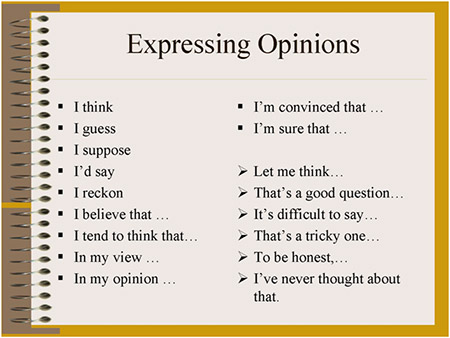 Expressing Opinions
▪ I think
▪ I guess
▪ I suppose
▪ I’d say
▪ I reckon
▪ I believe that …
▪ I tend to think that…
▪ In my view …
▪ In my opinion …
▪ I’m convinced that …
▪ I’m sure that …
➢ Let me think…
➢ That’s a good question…
➢ It’s difficult to say…
➢ That’s a tricky one…
➢ To be honest,…
➢ I’ve never thought about
that.